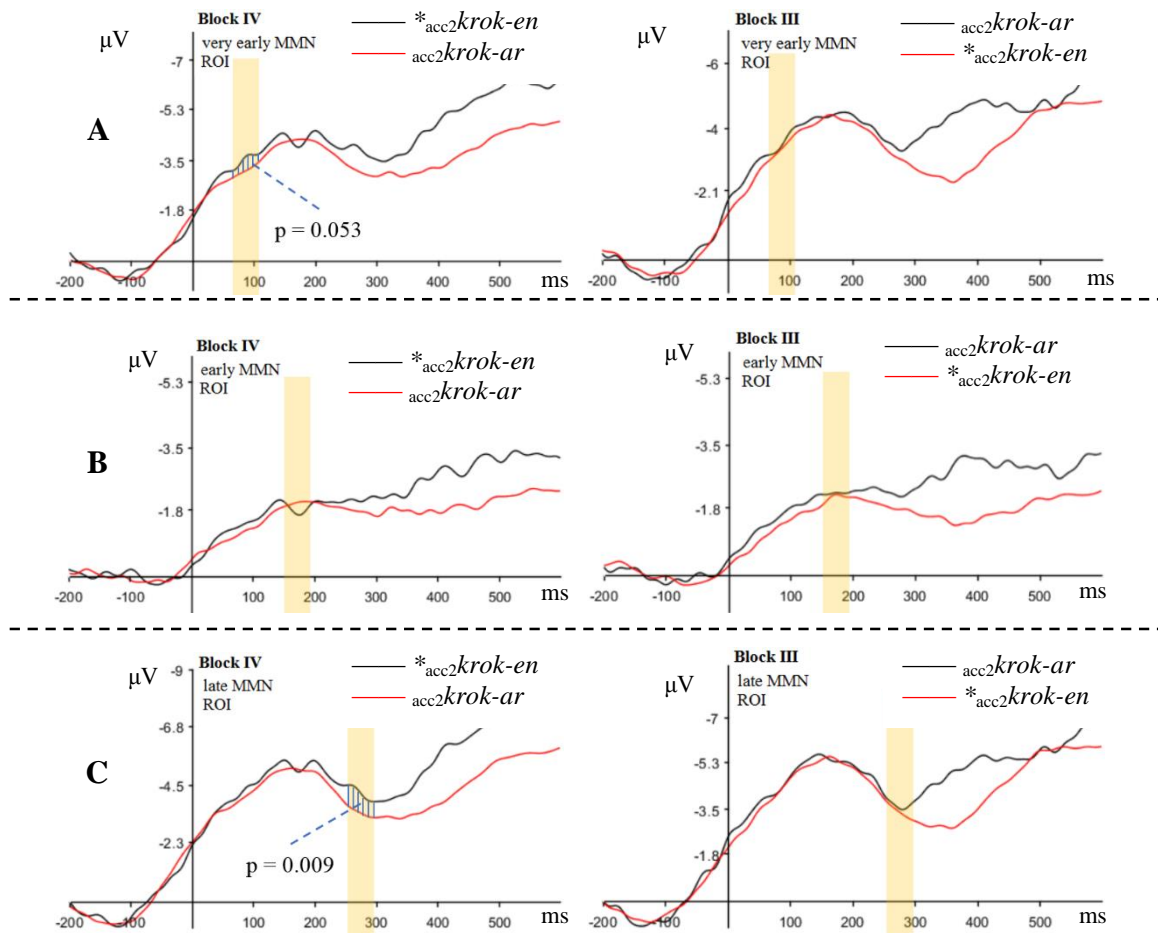 Block IV
μV
very early MMN
ROI
*acc2krok-en
acc2krok-ar
A
-7
-5.3
-3.5
-1.8
p = 0.053
-200
-100
100
200
300
400
500
ms
Block III
μV
very early MMN
ROI
acc2krok-ar
*acc2krok-en
-6
-4
-2.1
-200
-100
100
200
300
400
500
ms
Block IV
μV
early MMN
ROI
*acc2krok-en
acc2krok-ar
B
-5.3
-3.5
-1.8
-200
-100
100
200
300
400
500
ms
Block III
μV
early MMN
ROI
acc2krok-ar
*acc2krok-en
-5.3
-3.5
-1.8
-200
-100
100
200
300
400
500
ms
Block IV
μV
late MMN
ROI
*acc2krok-en
acc2krok-ar
C
-9
-6.8
-4.5
-2.3
p = 0.009
-200
-100
100
200
300
400
500
ms
Block III
μV
late MMN
ROI
acc2krok-ar
*acc2krok-en
-7
-5.3
-3.5
-1.8
-200
-100
100
200
300
400
500
ms